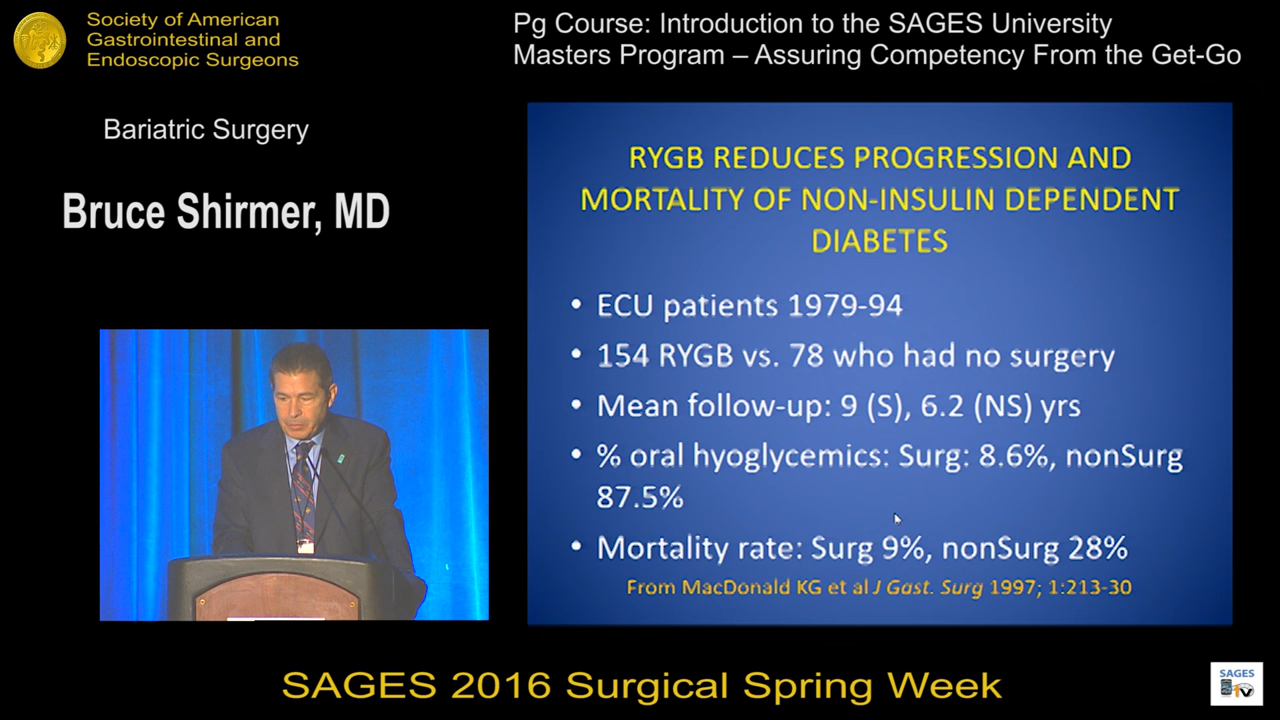 Society of American
Gastrointestinal and
Endoscopic Surgeons
Pg Course: Introduction to the SAGES University
Masters Program – Assuring Competency From the Get-Go
Bariatric Surgery
Bruce Shirmer, MD
RYGB REDUCES PROGRESSION AND
MORTALITY OF NON-INSULIN DEPENDENT
DIABETES
• ECU patients 1979-94
• 154 RYGB vs. 78 who had no surgery
• Mean follow-up: 9 (S), 6.2 (NS) yrs
• % oral hyoglycemics: Surg: 8.6%, nonSurg
87.5%
• Mortality rate: Surg 9%, nonSurg 28%
From MacDonald KG et al J Gast. Surg 1997; 1:213-30
SAGES 2016 Surgical Spring Week
SAGES
TV